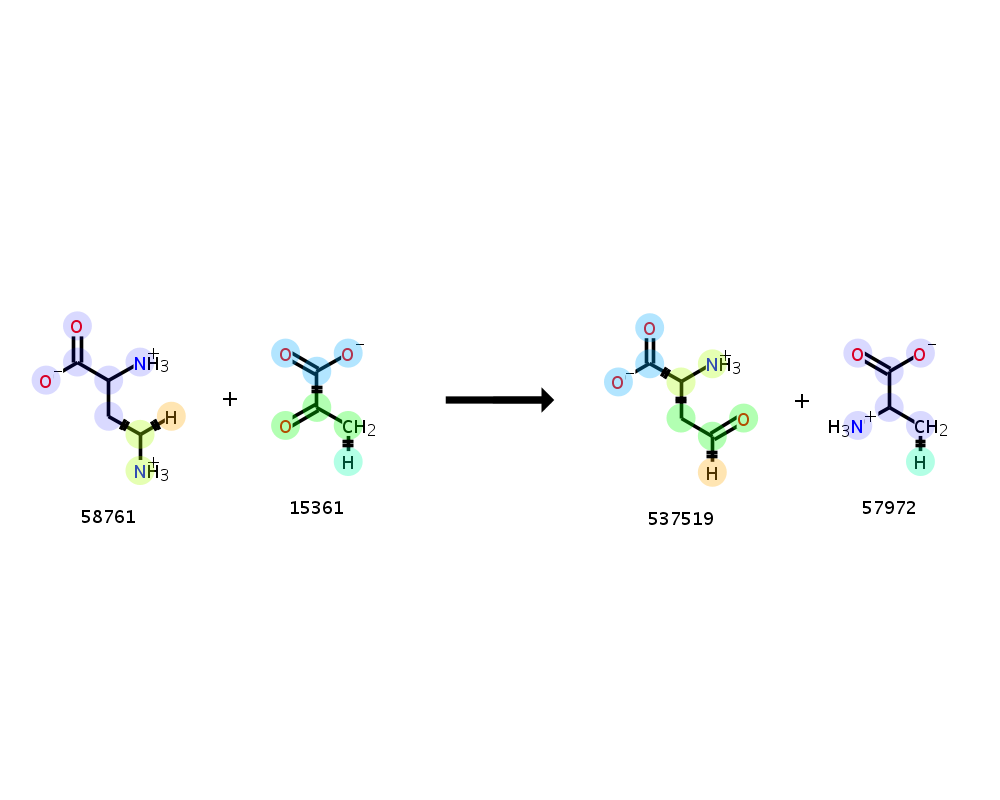 O O O
O⁻ NH₃⁺ H O O⁻ O⁻ NH₃⁺ O O O⁻
+ +
NH₃⁺ O CH₂ H₃N⁺ CH₂
H H H
58761 15361 537519 57972